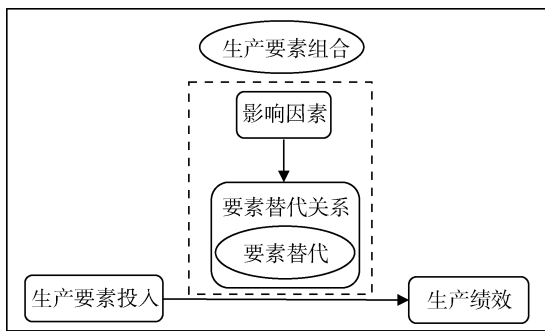 生产要素组合
影响因素
要素替代关系
要素替代
生产要素投入
生产绩效